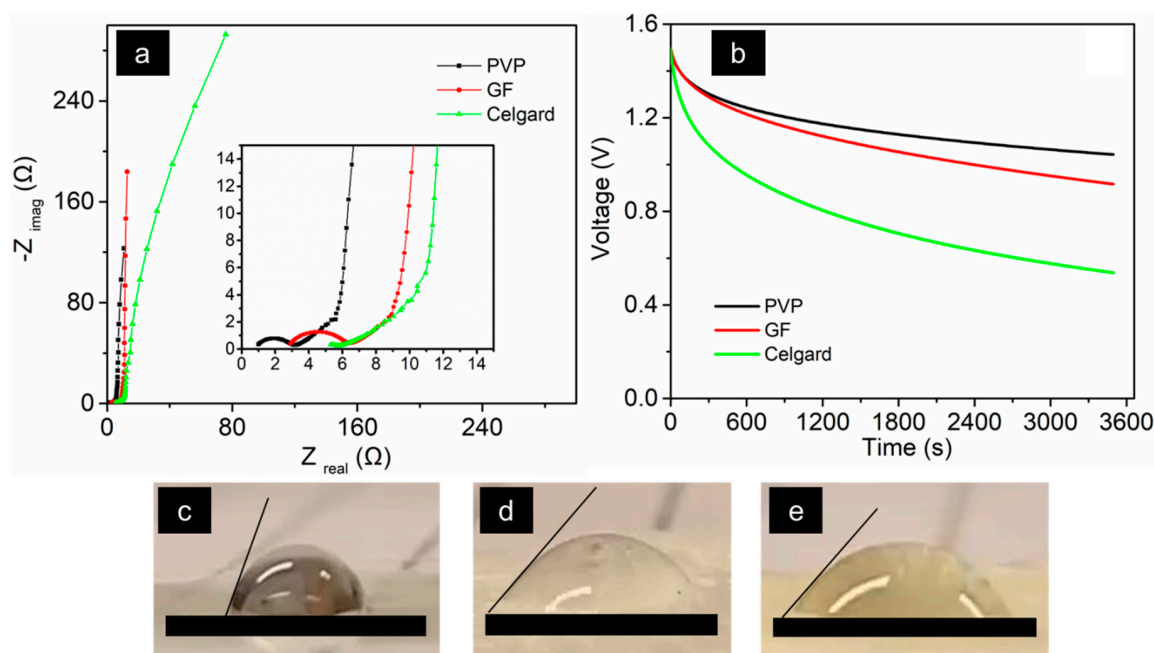 a
PVP
GF
Celgard
-Z imag (Ω)
240
160
80
0
0 80 160 240
Z real (Ω)
14
12
10
8
6
4
2
0
0 2 4 6 8 10 12 14
b
Voltage (V)
1.6
1.2
0.8
0.4
0.0
PVP
GF
Celgard
0 600 1200 1800 2400 3000 3600
Time (s)
c
d
e